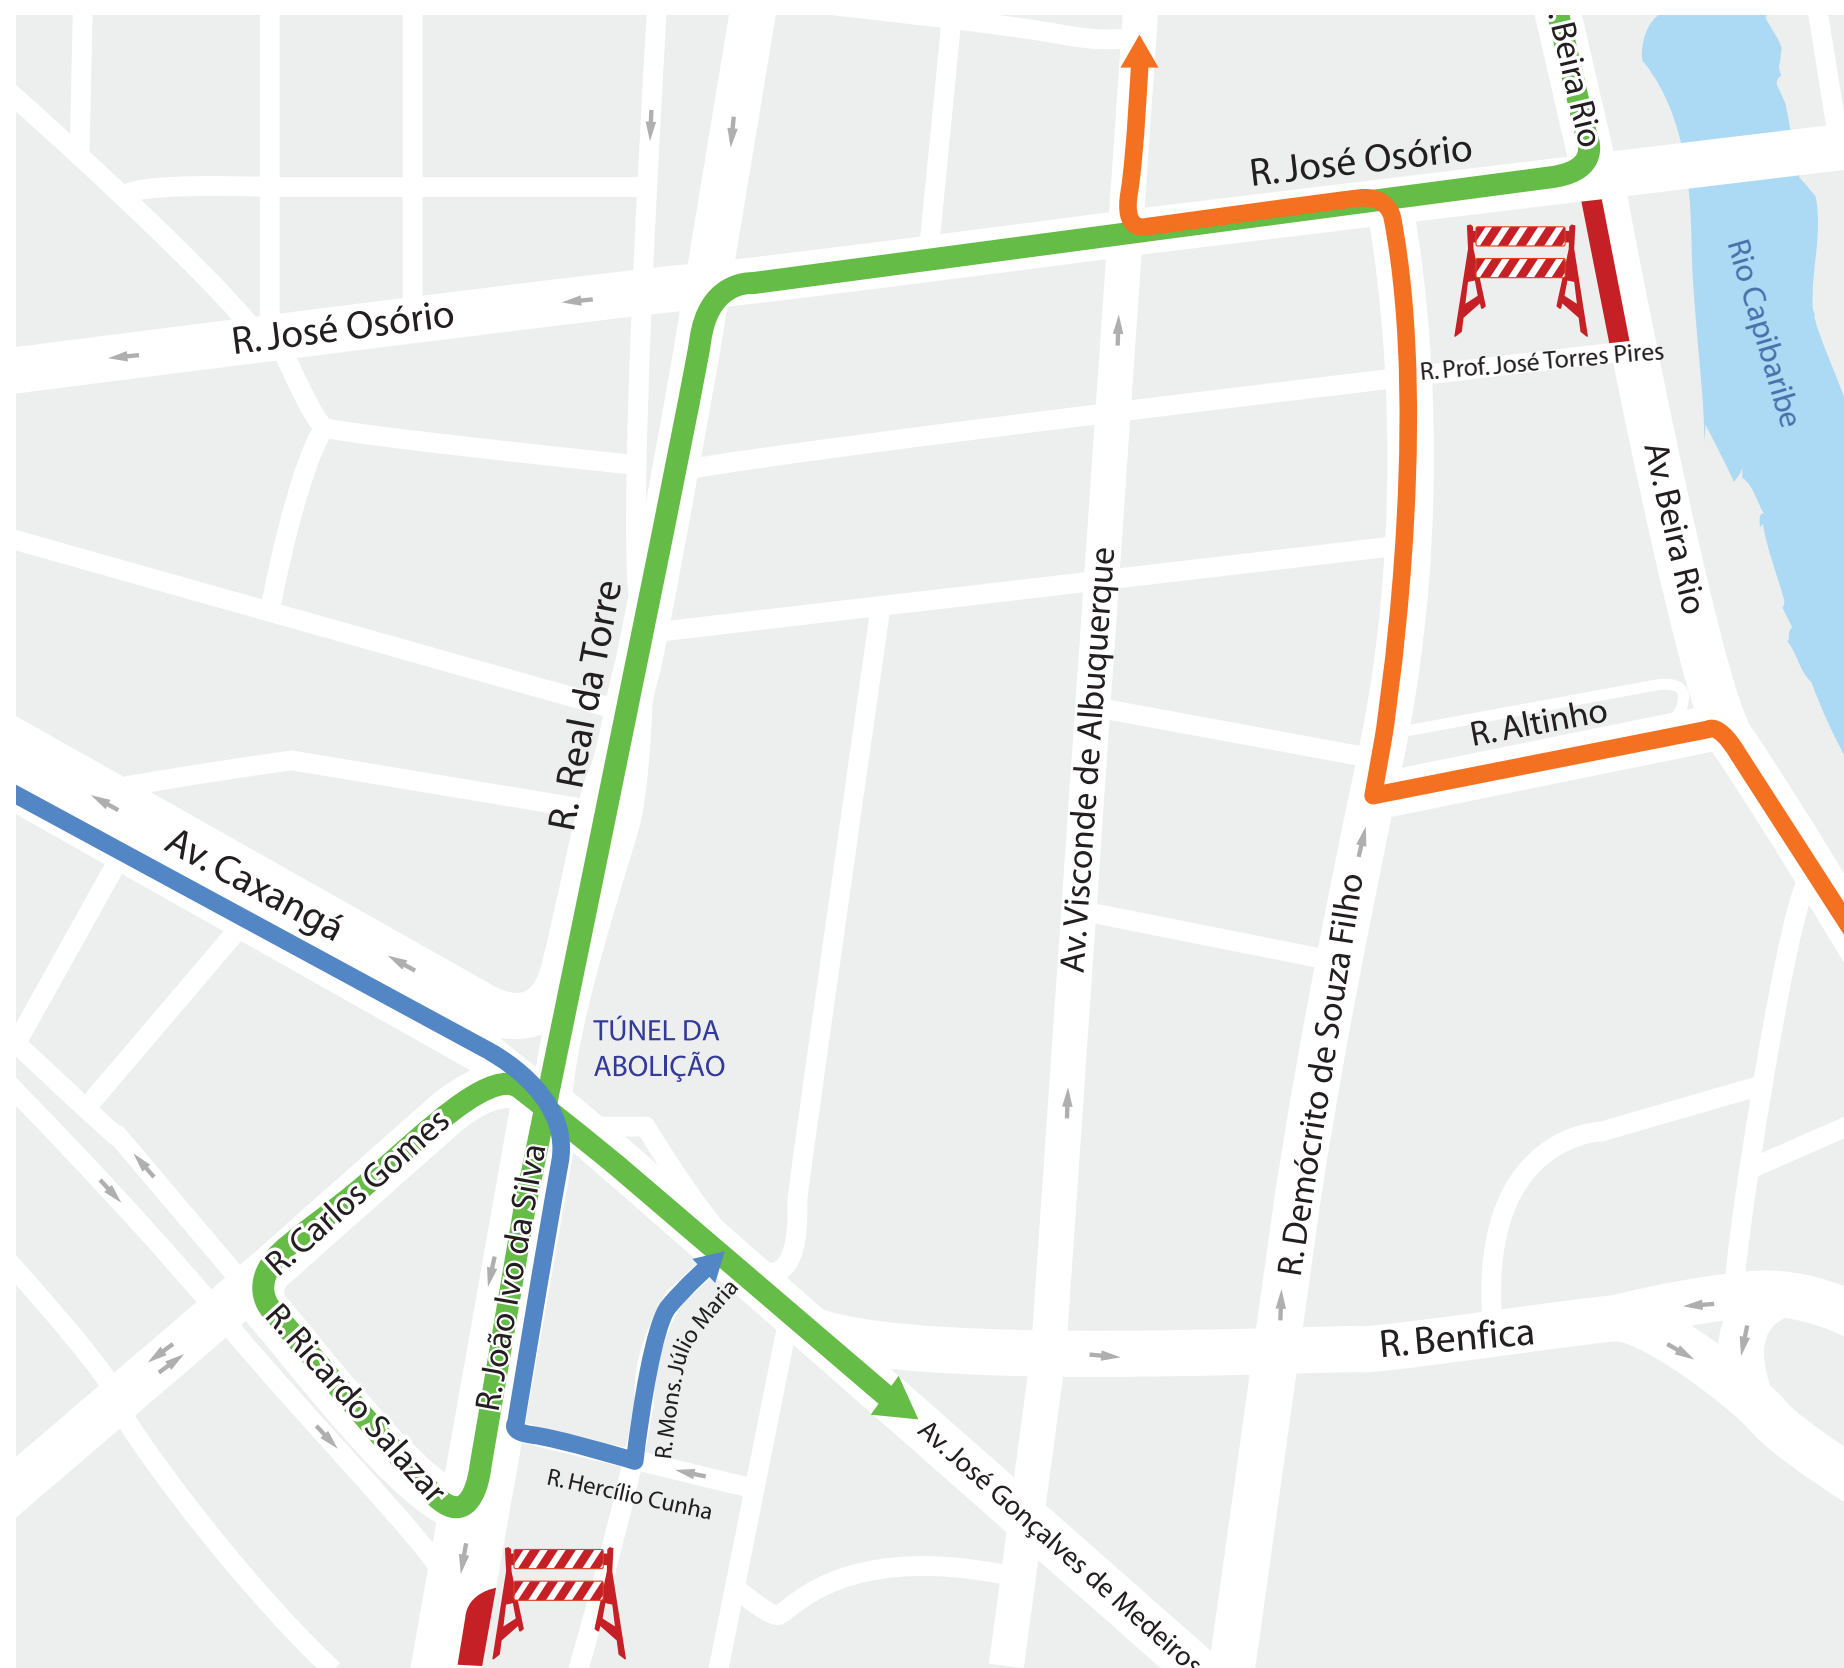 . Beira Rio
R. José Osório
Rio Capibaribe
R. José Osório
R. Prof. José Torres Pires
Av. Beira Rio
R. Real da Torre
Av. Visconde de Albuquerque
R. Altinho
Av. Caxangá
R. Demócrito de Souza Filho
TÚNEL DA
ABOLIÇÃO
R. Carlos Gomes
R. João Ivo da Silva
R. Mons. Júlio Maria
R. Ricardo Salazar
R. Benfica
R. Hercílio Cunha
Av. José Gonçalves de Medeiros